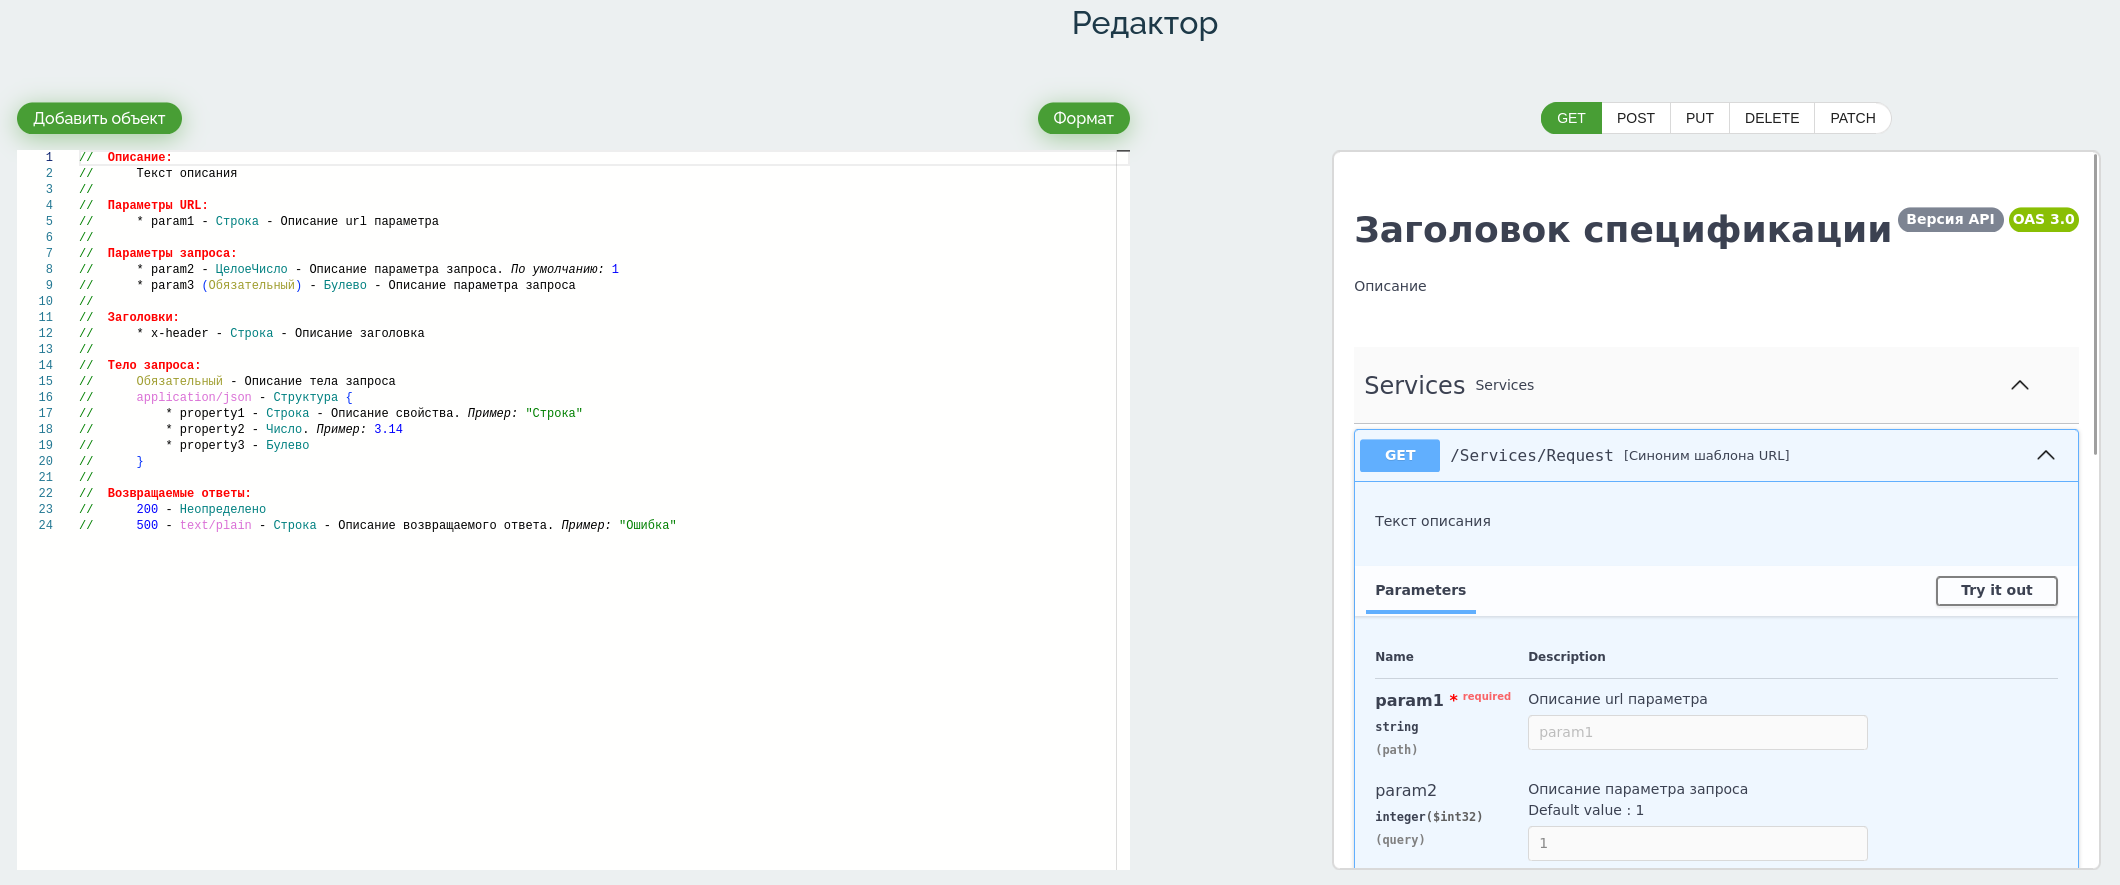 Редактор
Добавить объект
Формат
GET POST PUT DELETE PATCH
1 // Описание:
2 // Текст описания
3 //
4 // Параметры URL:
5 // * param1 - Строка - Описание url параметра
6 //
7 // Параметры запроса:
8 // * param2 - ЦелоеЧисло - Описание параметра запроса. По умолчанию: 1
9 // * param3 (Обязательный) - Булево - Описание параметра запроса
10 //
11 // Заголовки:
12 // * x-header - Строка - Описание заголовка
13 //
14 // Тело запроса:
15 // Обязательный - Описание тела запроса
16 // application/json - Структура {
17 // * property1 - Строка - Описание свойства. Пример: "Строка"
18 // * property2 - Число. Пример: 3.14
19 // * property3 - Булево
20 // }
21 //
22 // Возвращаемые ответы:
23 // 200 - Неопределено
24 // 500 - text/plain - Строка - Описание возвращаемого ответа. Пример: "Ошибка"
Заголовок спецификации Версия API OAS 3.0
Описание
Services Services
GET /Services/Request [Синоним шаблона URL]
Текст описания
Parameters
Try it out
Name Description
param1 * required
string
(path)
Описание url параметра
param1
param2
integer($int32)
(query)
Описание параметра запроса
Default value : 1
1